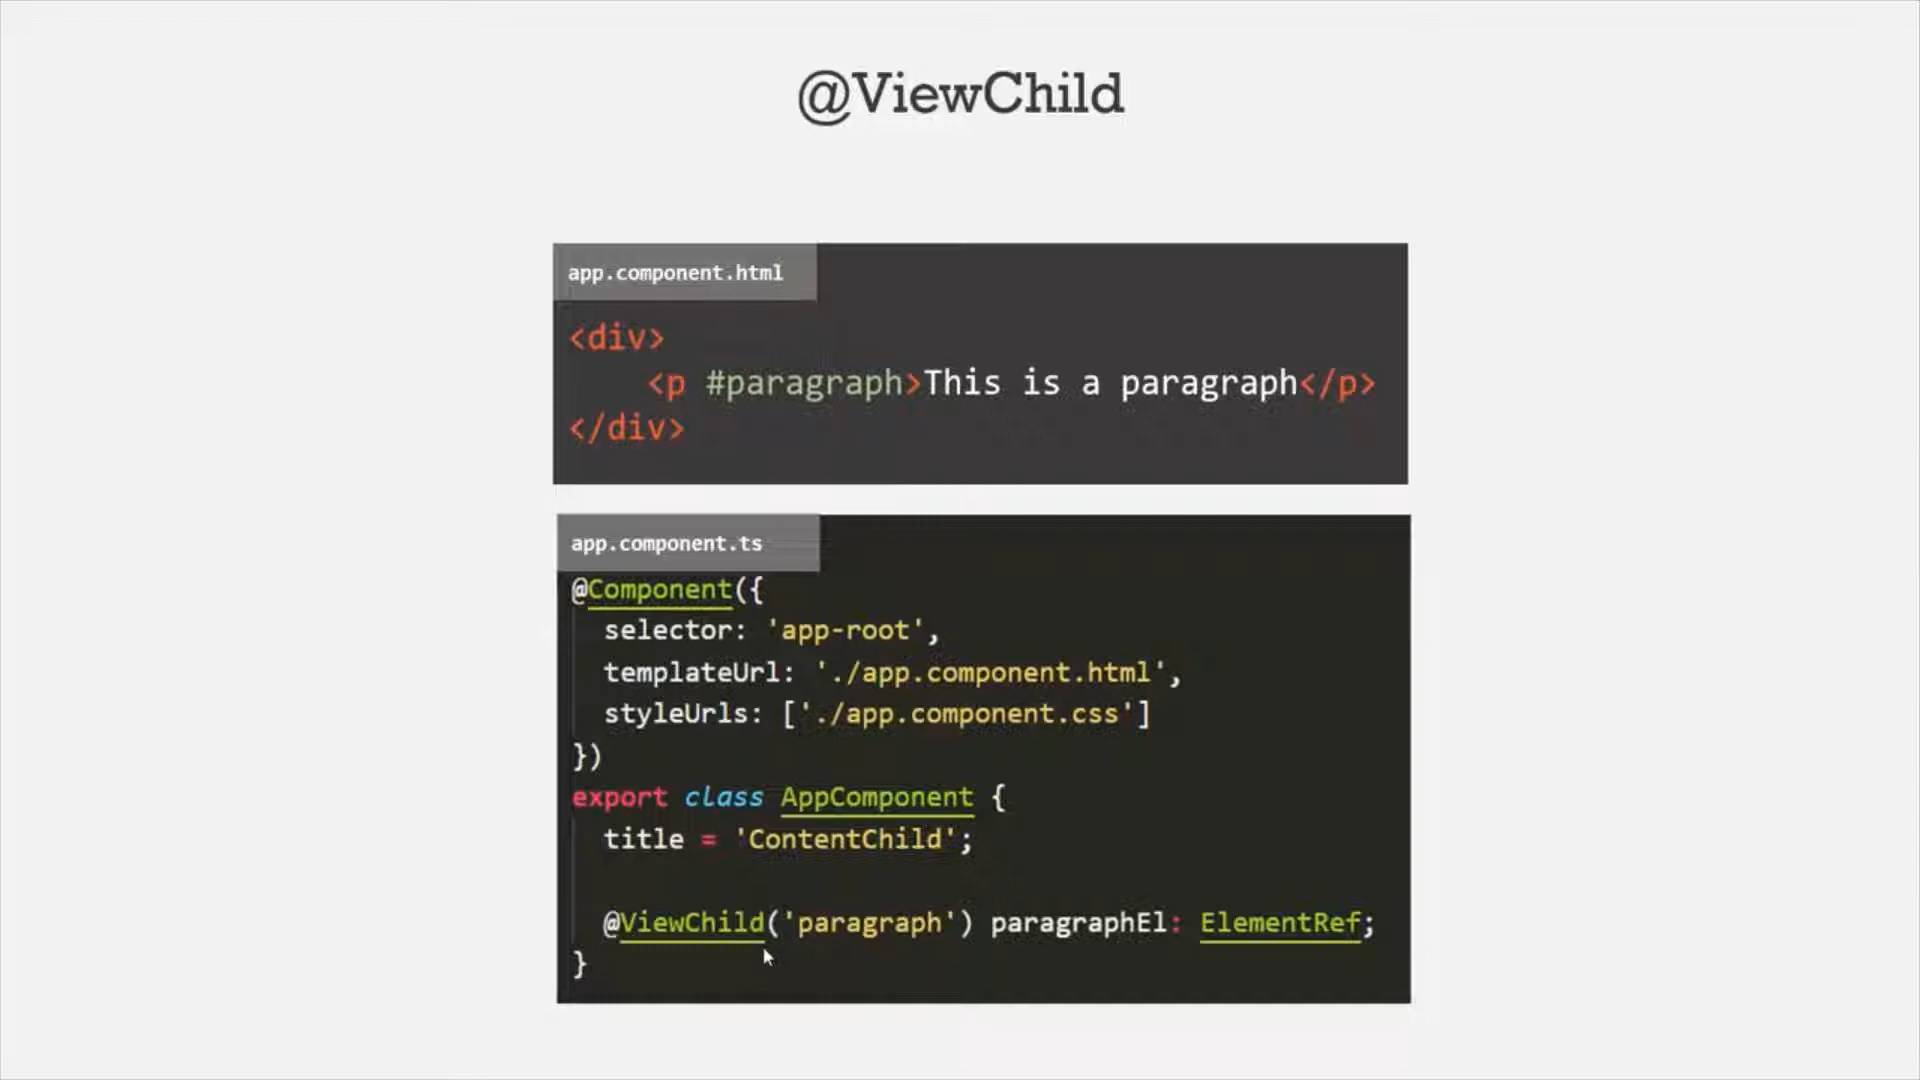 @ViewChild
app.component.html
<div>
    <p #paragraph>This is a paragraph</p>
</div>
app.component.ts
@Component({
  selector: 'app-root',
  templateUrl: './app.component.html',
  styleUrls: ['./app.component.css']
})
export class AppComponent {
  title = 'ContentChild';
  @ViewChild('paragraph') paragraphEl: ElementRef;
}